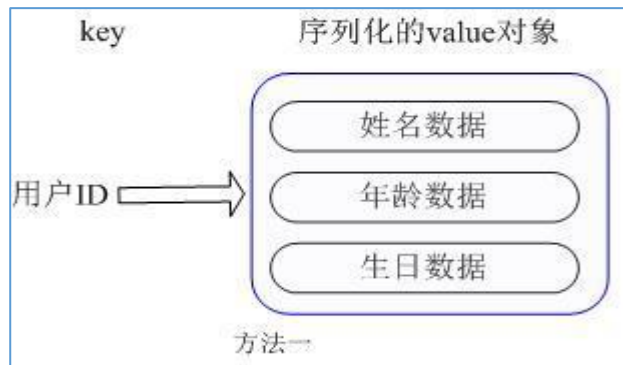 key 序列化的value对象
姓名数据
用户ID 年龄数据
生日数据
方法一